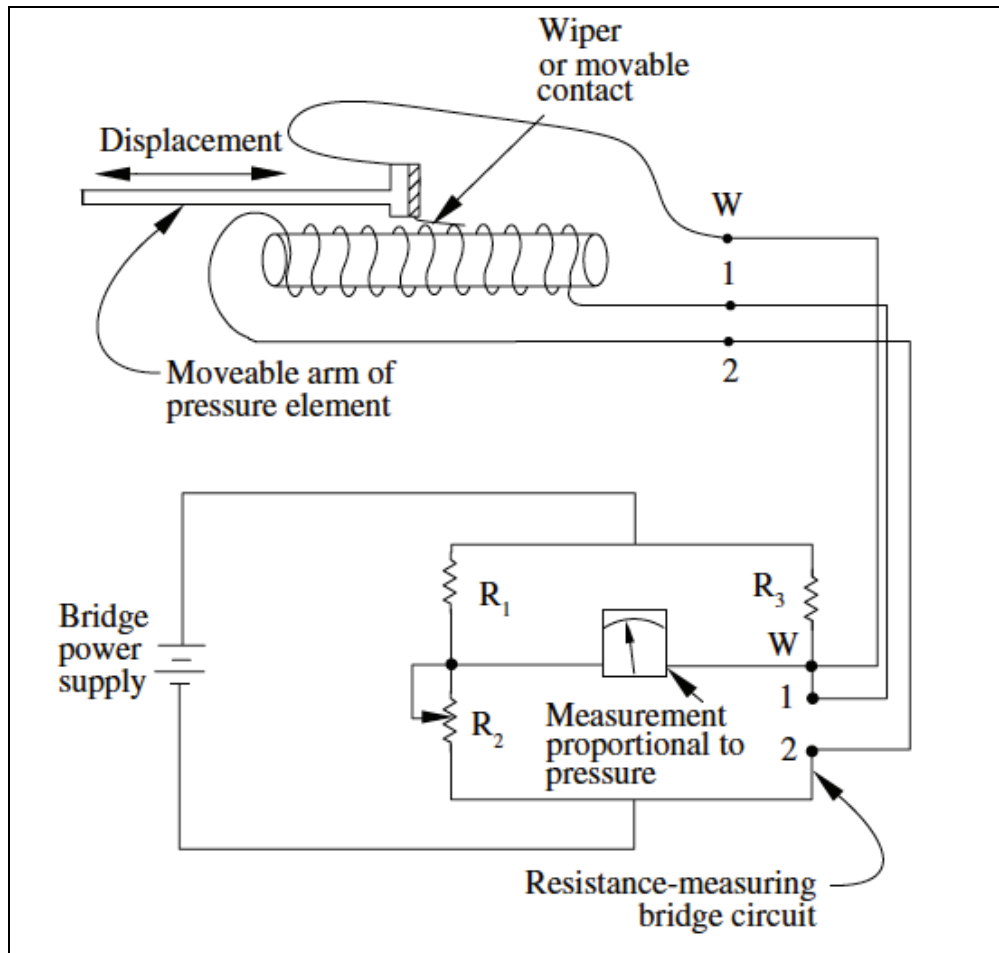 Wiper
or movable
contact
Displacement
W
1
2
Moveable arm of
pressure element
R1
R3
Bridge
power
supply
W
1
R2
Measurement
proportional to
pressure
2
Resistance-measuring
bridge circuit